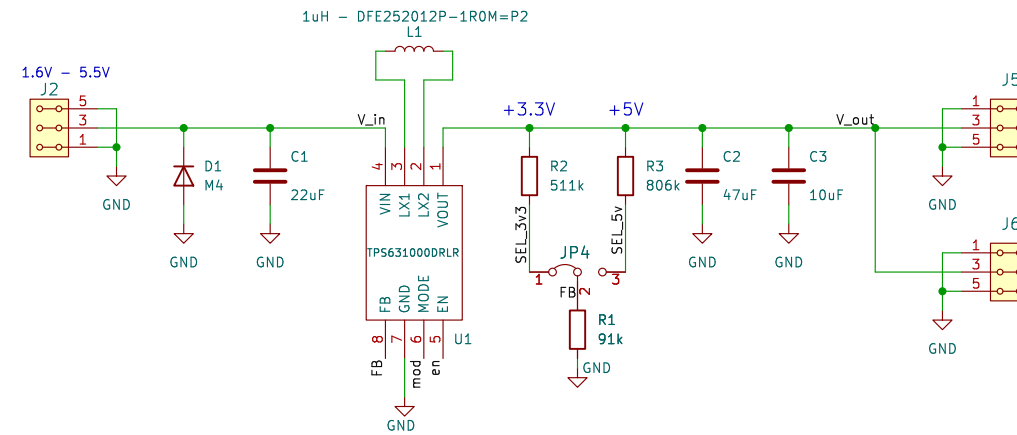 1uH - DFE252012P-1R0M=P2
L1
1.6V - 5.5V
J2
5
3
1
V_in
+3.3V
+5V
V_out
J5
1
3
5
D1
M4
C1
22uF
4
3
2
1
VIN
LX1
LX2
VOUT
TPS631000DRLR
FB
GND
MODE
EN
8
7
6
5
U1
FB
mod
en
GND
R2
511k
R3
806k
SEL_3v3
SEL_5v
JP4
1
2
3
FB
R1
91k
GND
C2
47uF
C3
10uF
GND
GND
GND
GND
GND
GND
J6
1
3
5
GND